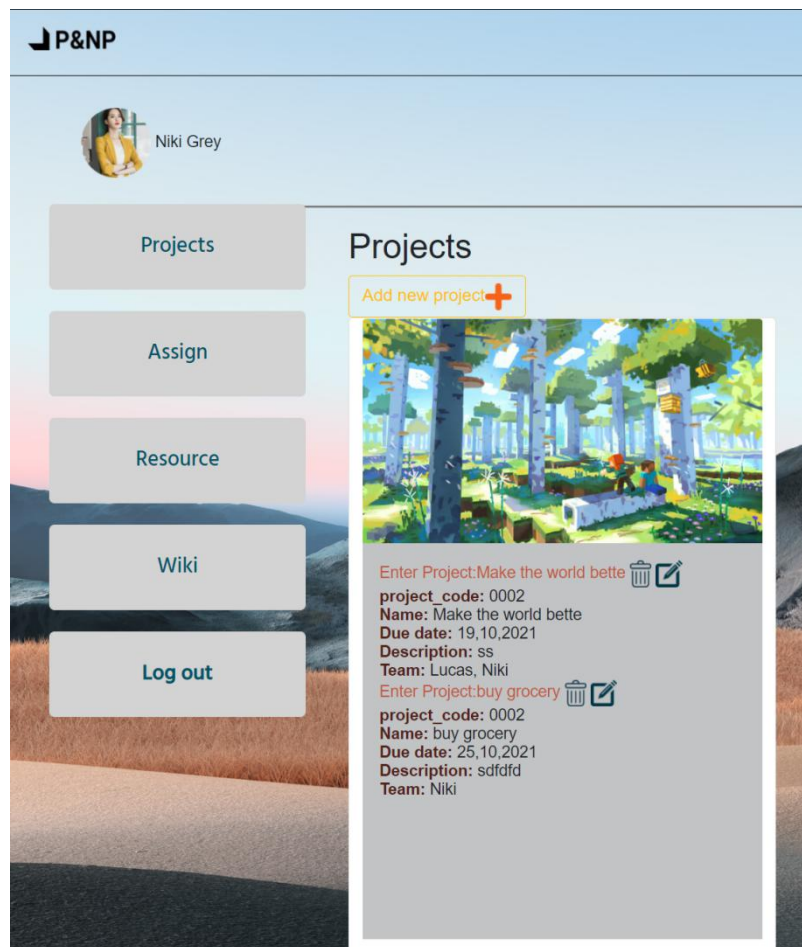 P&NP
Niki Grey
Projects
Assign
Resource
Wiki
Log out
Projects
Add new project
Enter Project:Make the world bette
project_code: 0002
Name: Make the world bette
Due date: 19,10,2021
Description: ss
Team: Lucas, Niki
Enter Project:buy grocery
project_code: 0002
Name: buy grocery
Due date: 25,10,2021
Description: sdfdfd
Team: Niki